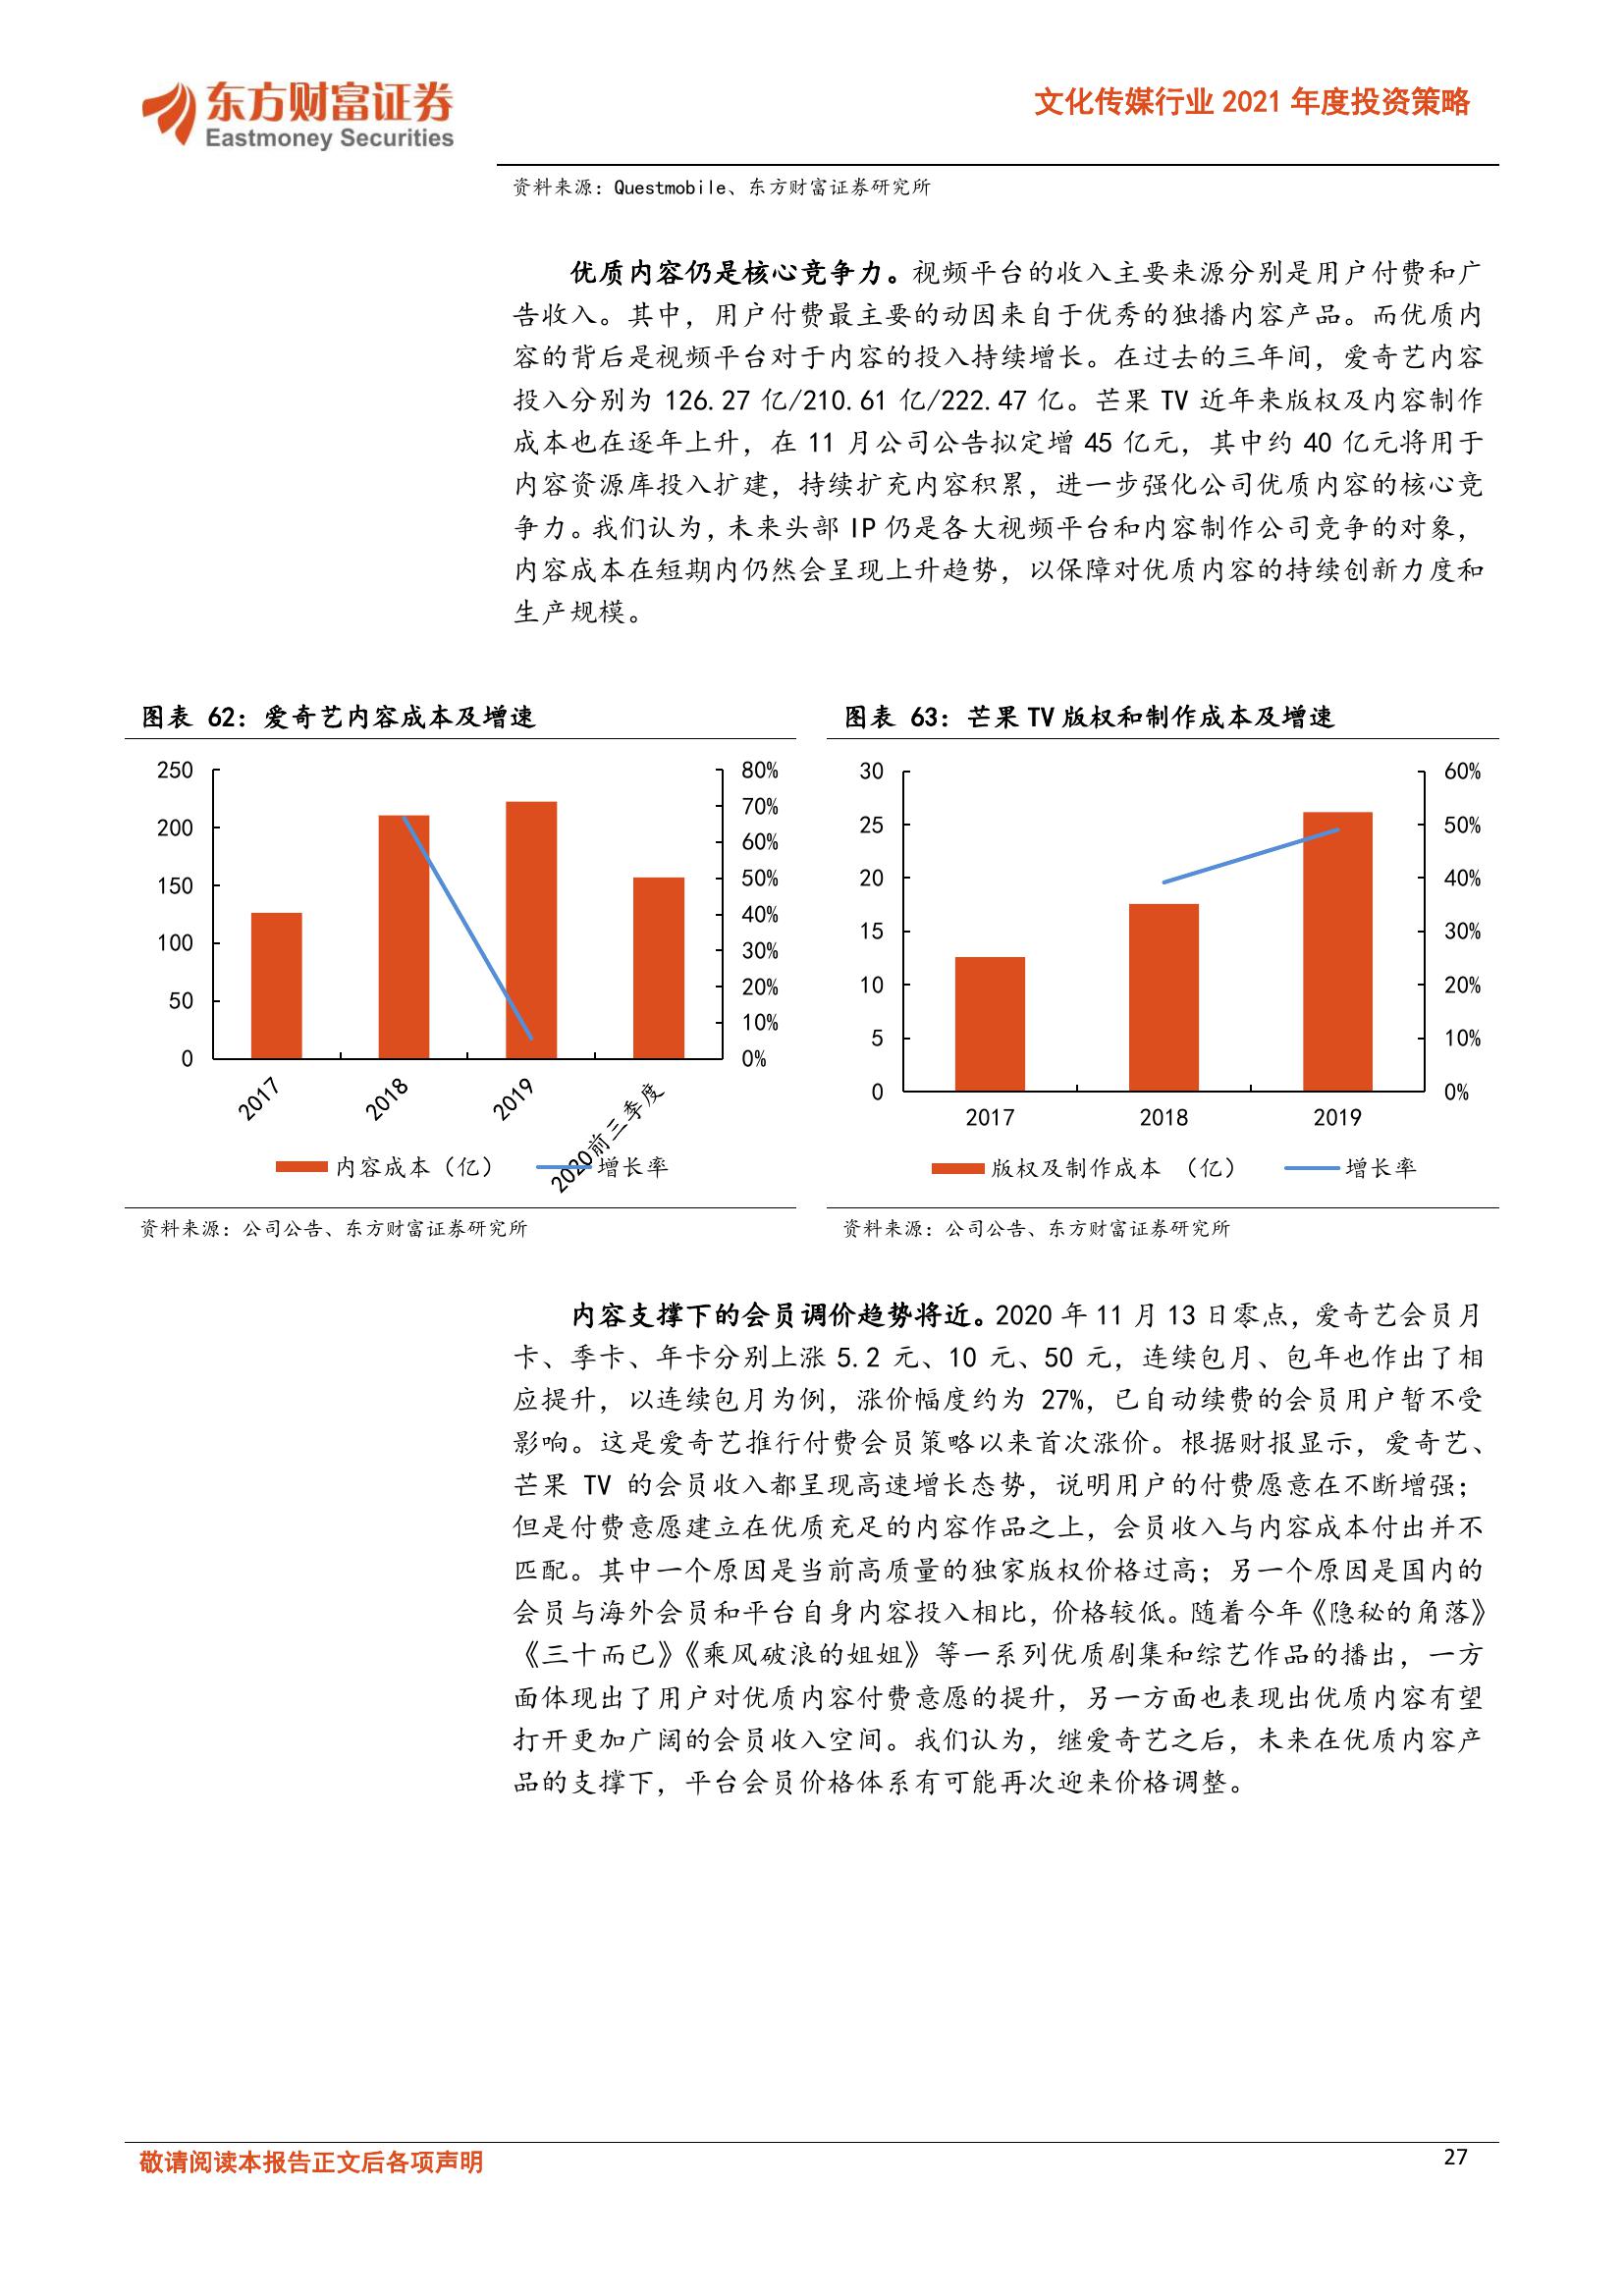 东方财富证券
Eastmoney Securities
文化传媒行业 2021 年度投资策略
资料来源：Questmobile、东方财富证券研究所
优质内容仍是核心竞争力。视频平台的收入主要来源分别是用户付费和广
告收入。其中，用户付费最主要的动因来自于优秀的独播内容产品。而优质内
容的背后是视频平台对于内容的投入持续增长。在过去的三年间，爱奇艺内容
投入分别为 126.27 亿/210.61 亿/222.47 亿。芒果 TV 近年来版权及内容制作
成本也在逐年上升，在 11 月公司公告拟定增 45 亿元，其中约 40 亿元将用于
内容资源库投入扩建，持续扩充内容积累，进一步强化公司优质内容的核心竞
争力。我们认为，未来头部 IP 仍是各大视频平台和内容制作公司竞争的对象，
内容成本在短期内仍然会呈现上升趋势，以保障对优质内容的持续创新力度和
生产规模。
图表 62：爱奇艺内容成本及增速
250
200
150
100
50
0
80%
70%
60%
50%
40%
30%
20%
10%
0%
2017
2018
2019
2020前三季度
内容成本（亿）
增长率
资料来源：公司公告、东方财富证券研究所
图表 63：芒果 TV 版权和制作成本及增速
30
25
20
15
10
5
0
60%
50%
40%
30%
20%
10%
0%
2017
2018
2019
版权及制作成本 （亿）
增长率
资料来源：公司公告、东方财富证券研究所
内容支撑下的会员调价趋势将近。2020 年 11 月 13 日零点，爱奇艺会员月
卡、季卡、年卡分别上涨 5.2 元、10 元、50 元，连续包月、包年也作出了相
应提升，以连续包月为例，涨价幅度约为 27%，已自动续费的会员用户暂不受
影响。这是爱奇艺推行付费会员策略以来首次涨价。根据财报显示，爱奇艺、
芒果 TV 的会员收入都呈现高速增长态势，说明用户的付费愿意在不断增强；
但是付费意愿建立在优质充足的内容作品之上，会员收入与内容成本付出并不
匹配。其中一个原因是当前高质量的独家版权价格过高；另一个原因是国内的
会员与海外会员和平台自身内容投入相比，价格较低。随着今年《隐秘的角落》
《三十而已》《乘风破浪的姐姐》等一系列优质剧集和综艺作品的播出，一方
面体现出了用户对优质内容付费意愿的提升，另一方面也表现出优质内容有望
打开更加广阔的会员收入空间。我们认为，继爱奇艺之后，未来在优质内容产
品的支撑下，平台会员价格体系有可能再次迎来价格调整。
敬请阅读本报告正文后各项声明
27